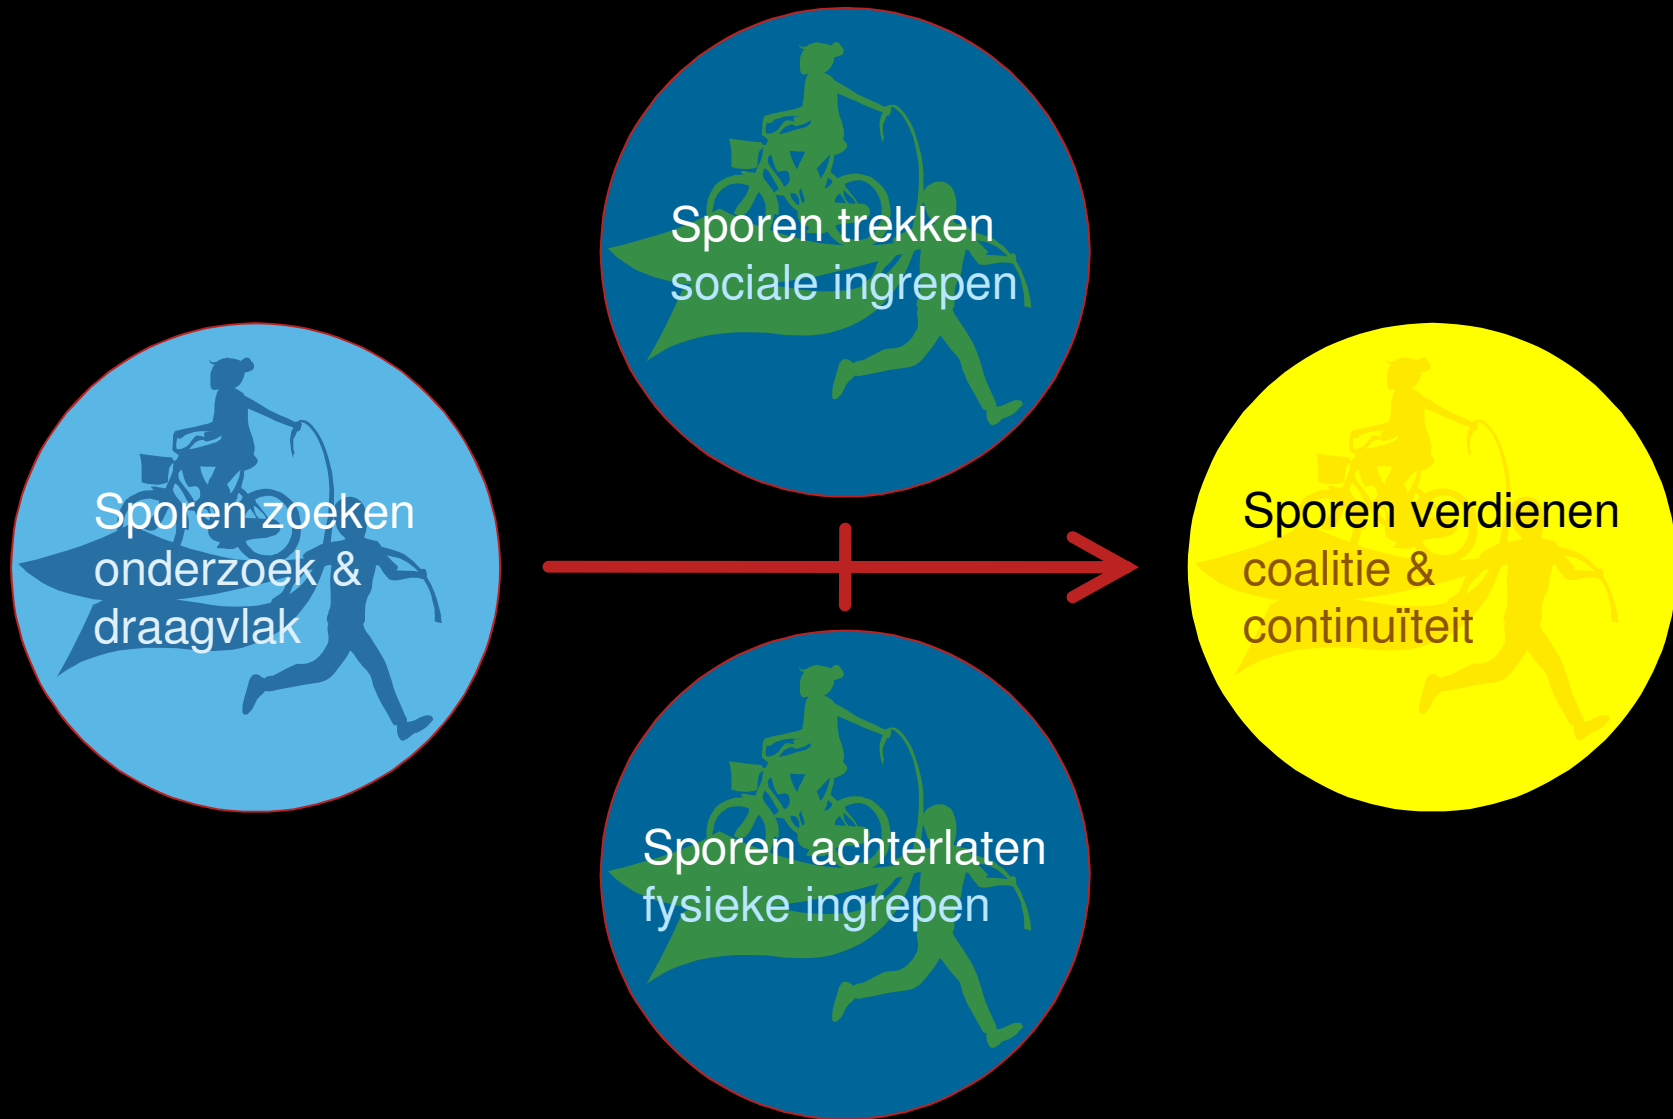 Sporen trekken
sociale ingrepen
Sporen zoeken
onderzoek &
draagvlak
Sporen verdienen
coalitie &
continuïteit
Sporen achterlaten
fysieke ingrepen